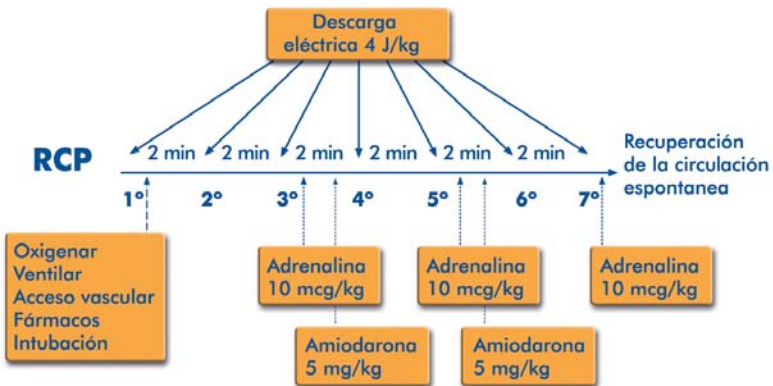 Descarga
eléctrica 4 J/kg
RCP
2 min 2 min 2 min 2 min 2 min 2 min
Recuperación
de la circulación
espontanea
1º 2º 3º 4º 5º 6º 7º
Oxigenar
Ventilar
Acceso vascular
Fármacos
Intubación
Adrenalina
10 mcg/kg
Amiodarona
5 mg/kg
Adrenalina
10 mcg/kg
Amiodarona
5 mg/kg
Adrenalina
10 mcg/kg